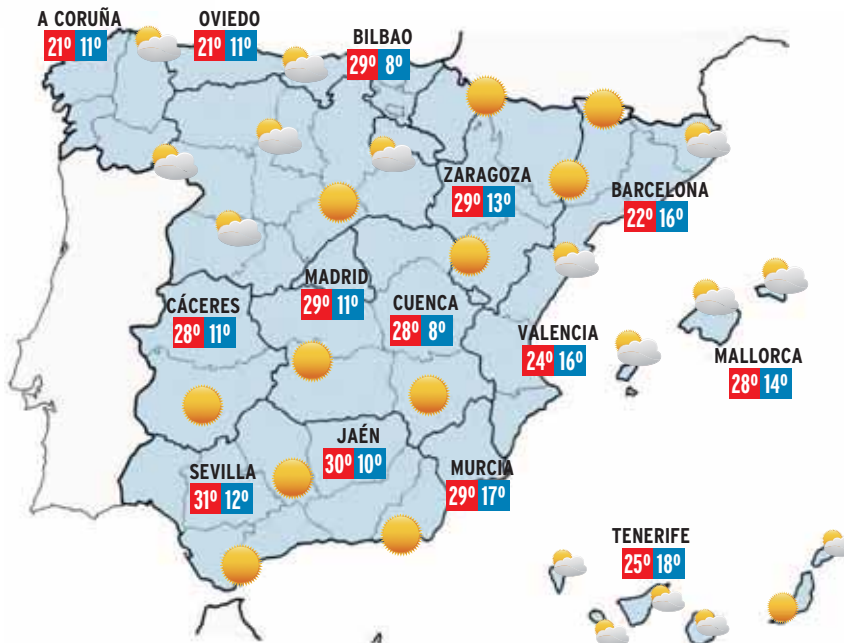 A CORUÑA
21º 11º
OVIEDO
21º 11º
BILBAO
29º 8º
ZARAGOZA
29º 13º
BARCELONA
22º 16º
MADRID
29º 11º
CÁCERES
28º 11º
CUENCA
28º 8º
VALENCIA
24º 16º
MALLORCA
28º 14º
JAÉN
30º 10º
SEVILLA
31º 12º
MURCIA
29º 17º
TENERIFE
25º 18º